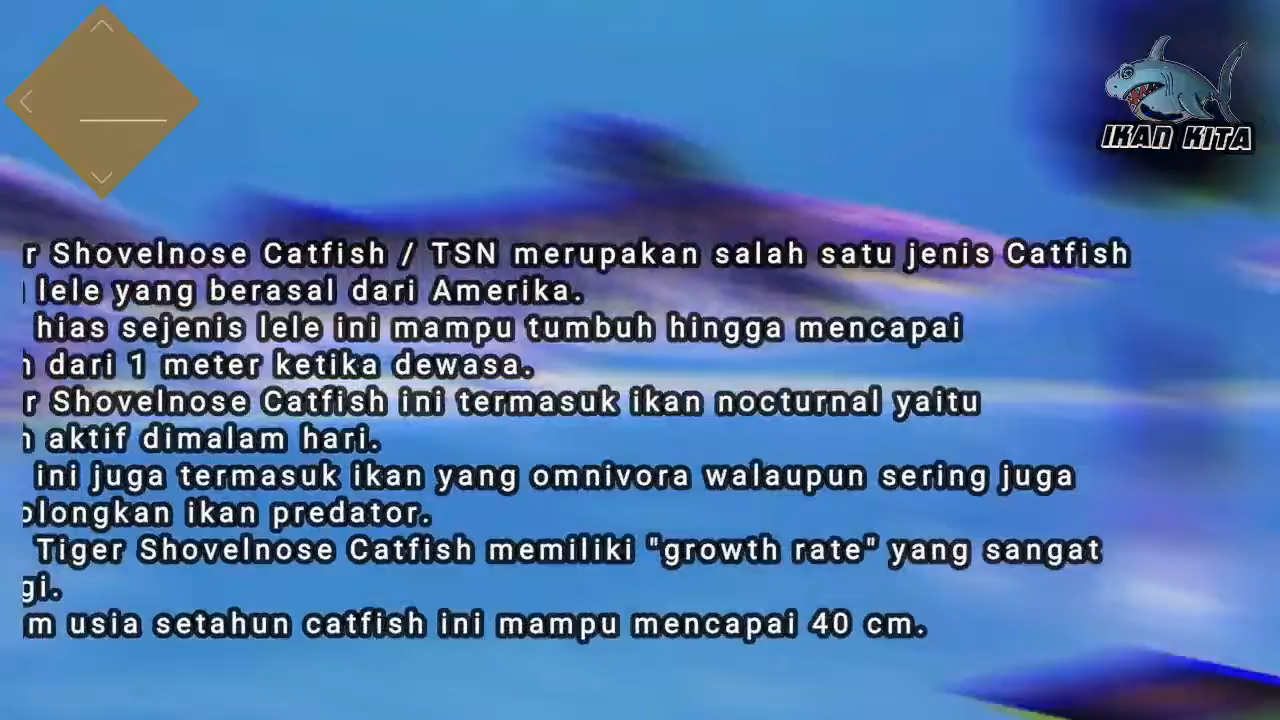 IKAN KITA
r Shovelnose Catfish / TSN merupakan salah satu jenis Catfish
lele yang berasal dari Amerika.
hias sejenis lele ini mampu tumbuh hingga mencapai
dari 1 meter ketika dewasa.
r Shovelnose Catfish ini termasuk ikan nocturnal yaitu
aktif dimalam hari.
ini juga termasuk ikan yang omnivora walaupun sering juga
olongkan ikan predator.
Tiger Shovelnose Catfish memiliki "growth rate" yang sangat
gi.
m usia setahun catfish ini mampu mencapai 40 cm.